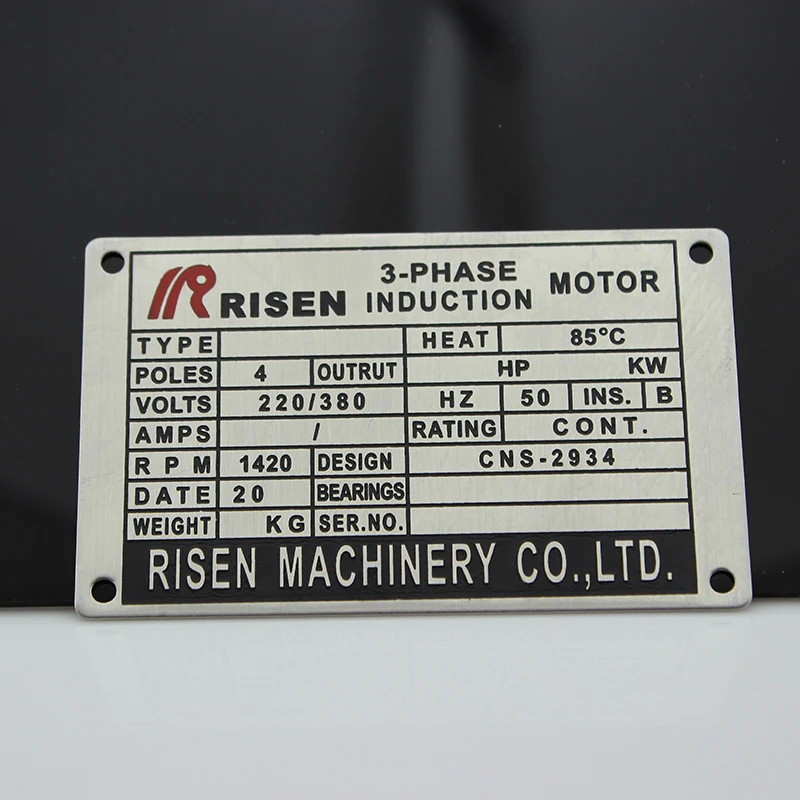 RISEN 3-PHASE INDUCTION MOTOR
TYPE HEAT 85°C
POLES 4 OUTRUT HP KW
VOLTS 220/380 HZ 50 INS. B
AMPS / RATING CONT.
RPM 1420 DESIGN CNS-2934
DATE 20 BEARINGS
WEIGHT KG SER.NO.
RISEN MACHINERY CO.,LTD.